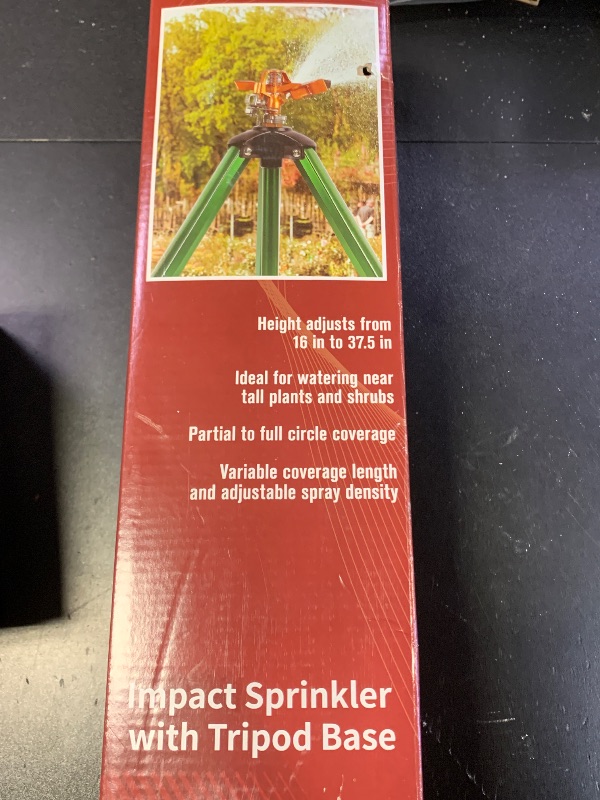 Height adjusts from
16 in to 37.5 in
Ideal for watering near
tall plants and shrubs
Partial to full circle coverage
Variable coverage length
and adjustable spray density
Impact Sprinkler
with Tripod Base